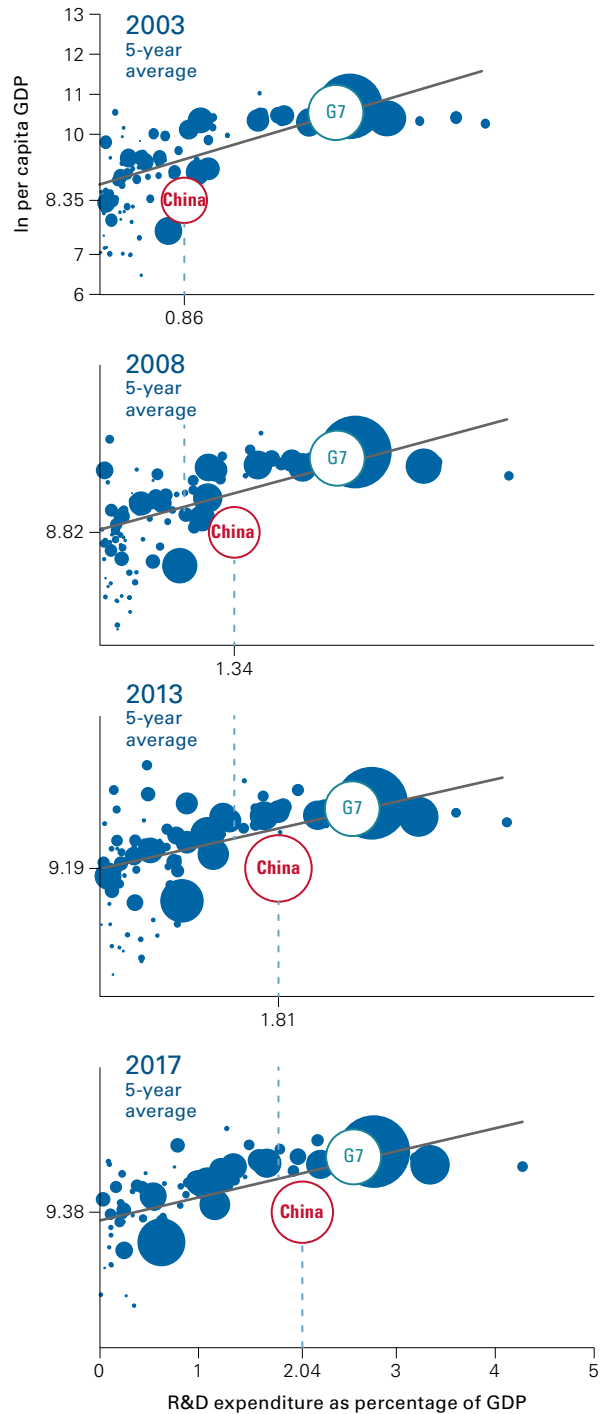 13
12
11
10
8.35
7
6
ln per capita GDP
2003
5-year
average
G7
China
0.86
2008
5-year
average
G7
8.82
China
1.34
2013
5-year
average
G7
9.19
China
1.81
2017
5-year
average
G7
9.38
China
0 1 2.04 3 4 5
R&D expenditure as percentage of GDP